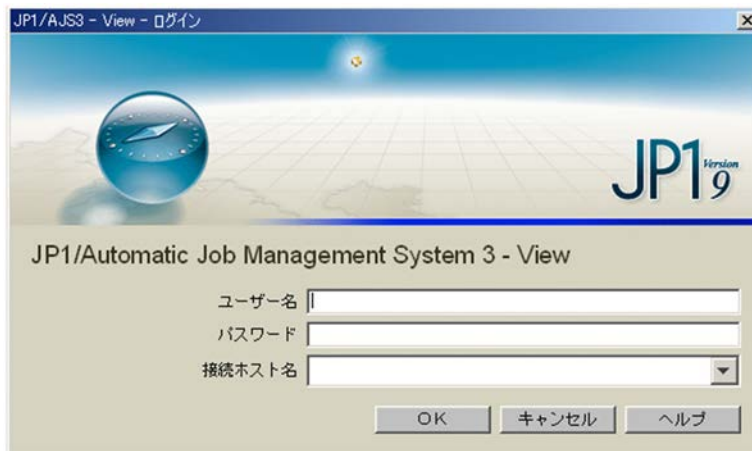 JP1/AJS3 - View - ログイン
JP1 Version 9
JP1/Automatic Job Management System 3 - View
ユーザー名
パスワード
接続ホスト名
OK キャンセル ヘルプ